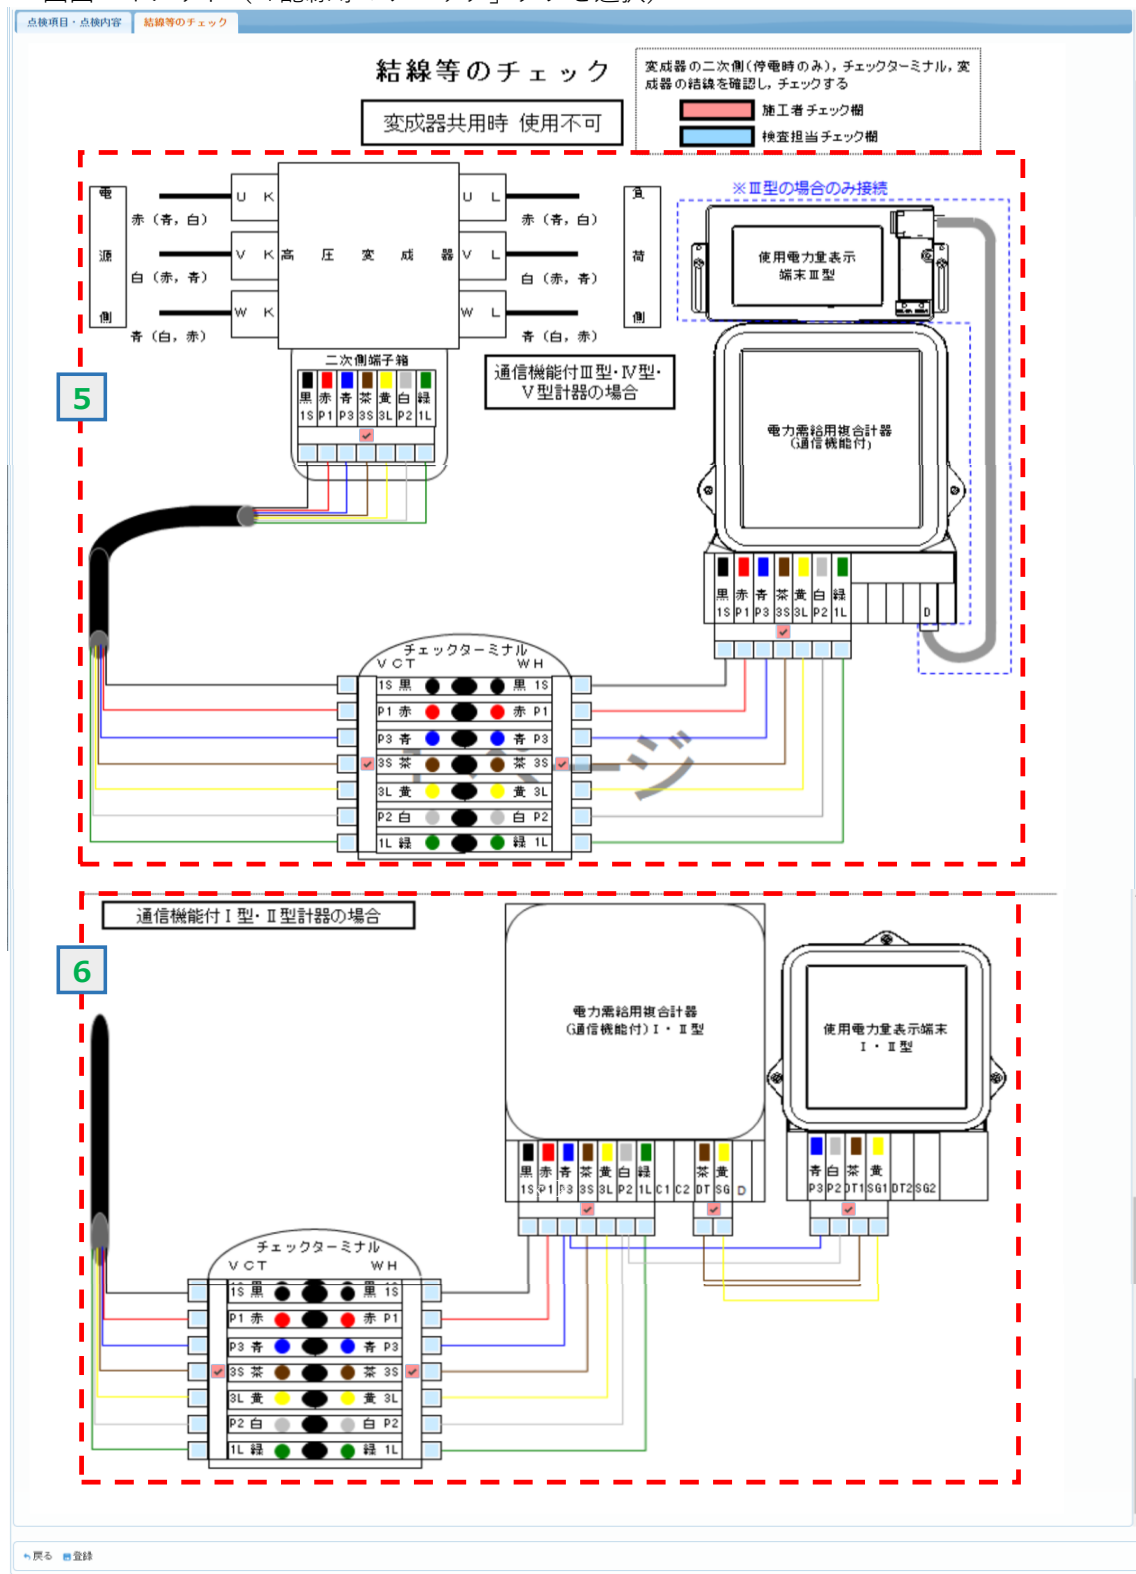 点検項目・点検内容 結線等のチェック
結線等のチェック
変成器共用時 使用不可
変成器の二次側(停電時のみ),チェックターミナル,変
成器の結線を確認し,チェックする
施工者チェック欄
検査担当チェック欄
電源側
赤(青,白)
白(赤,青)
青(白,赤)
U K
V K
W K
高圧変成器
U L
V L
W L
赤(青,白)
白(赤,青)
青(白,赤)
負荷側
二次側端子箱
黒 赤 青 茶 黄 白 緑
1S P1 P3 3S 3L P2 1L
通信機能付Ⅲ型・Ⅳ型・
Ⅴ型計器の場合
※Ⅲ型の場合のみ接続
使用電力量表示
端末Ⅲ型
電力需給用複合計器
(通信機能付)
黒 赤 青 茶 黄 白 緑
1S P1 P3 3S 3L P2 1L D
5
チェックターミナル
VCT WH
1S 黒 黒 1S
P1 赤 赤 P1
P3 青 青 P3
3S 茶 茶 3S
3L 黄 黄 3L
P2 白 白 P2
1L 緑 緑 1L
ページ
通信機能付Ⅰ型・Ⅱ型計器の場合
6
電力需給用複合計器
(通信機能付)Ⅰ・Ⅱ型
使用電力量表示端末
Ⅰ・Ⅱ型
黒 赤 青 茶 黄 白 緑 茶 黄
1S P1 P3 3S 3L P2 1L C1 C2 DT SG D
青 白 茶 黄
P3 P2 DT1 SG1 DT2 SG2
チェックターミナル
VCT WH
1S 黒 黒 1S
P1 赤 赤 P1
P3 青 青 P3
3S 茶 茶 3S
3L 黄 黄 3L
P2 白 白 P2
1L 緑 緑 1L
戻る 登録